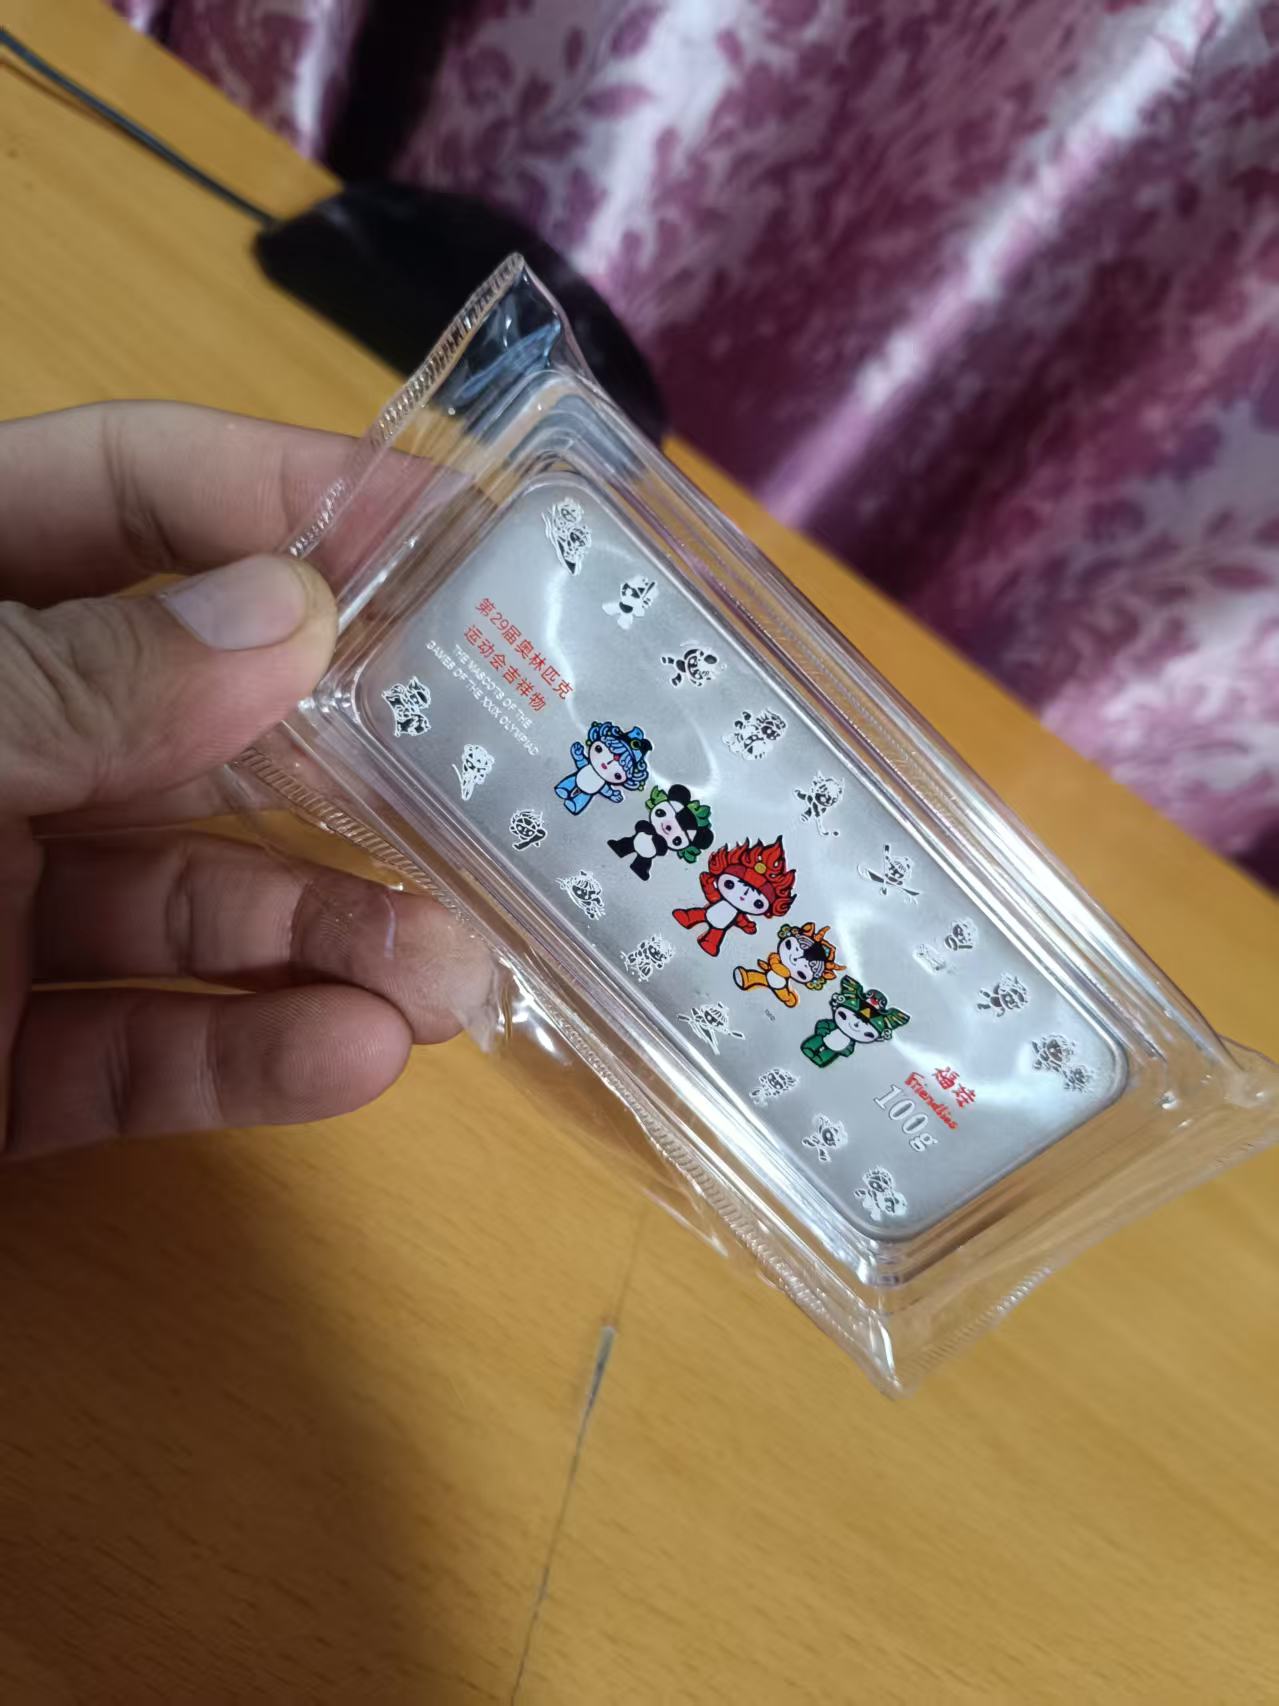 第29届奥林匹克
运动会吉祥物
THE MASCOTS OF THE
GAMES OF THE XXIX OLYMPIAD
福娃
Friendlies
100g